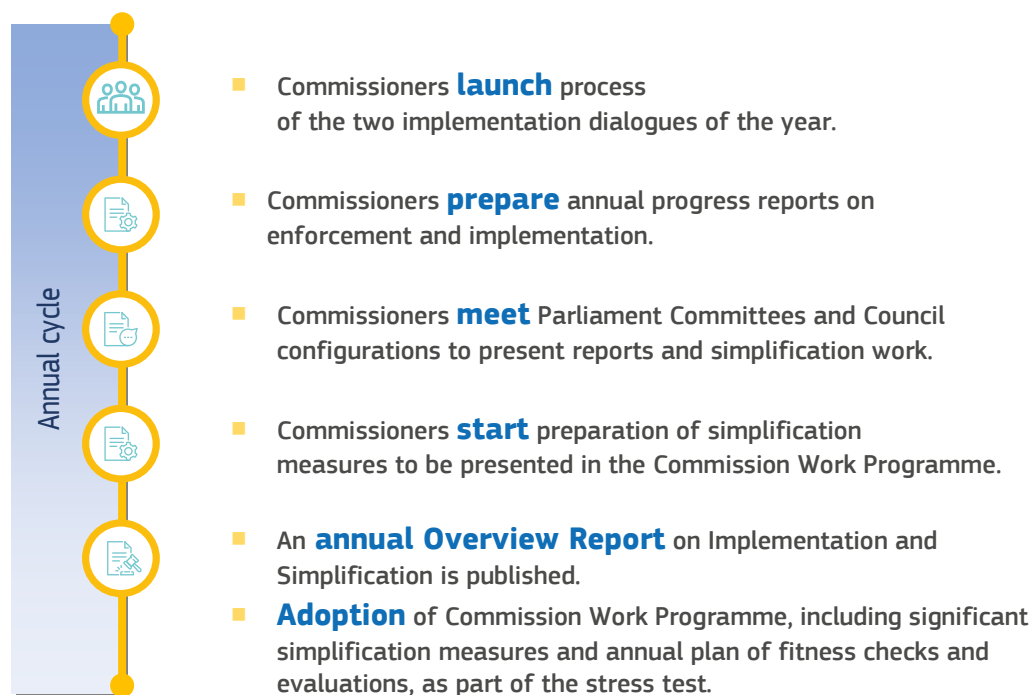 Annual cycle
Commissioners launch process
of the two implementation dialogues of the year.
Commissioners prepare annual progress reports on
enforcement and implementation.
Commissioners meet Parliament Committees and Council
configurations to present reports and simplification work.
Commissioners start preparation of simplification
measures to be presented in the Commission Work Programme.
An annual Overview Report on Implementation and
Simplification is published.
Adoption of Commission Work Programme, including significant
simplification measures and annual plan of fitness checks and
evaluations, as part of the stress test.